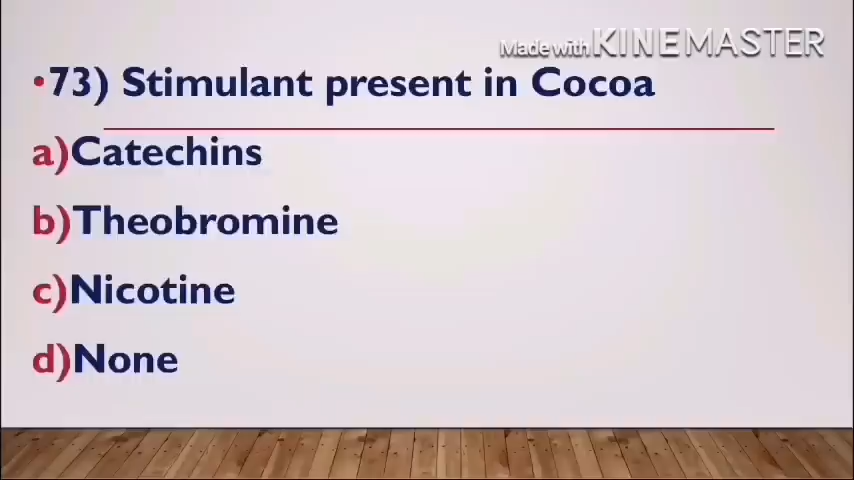 Made with KINEMASTER
•73) Stimulant present in Cocoa
a)Catechins
b)Theobromine
c)Nicotine
d)None